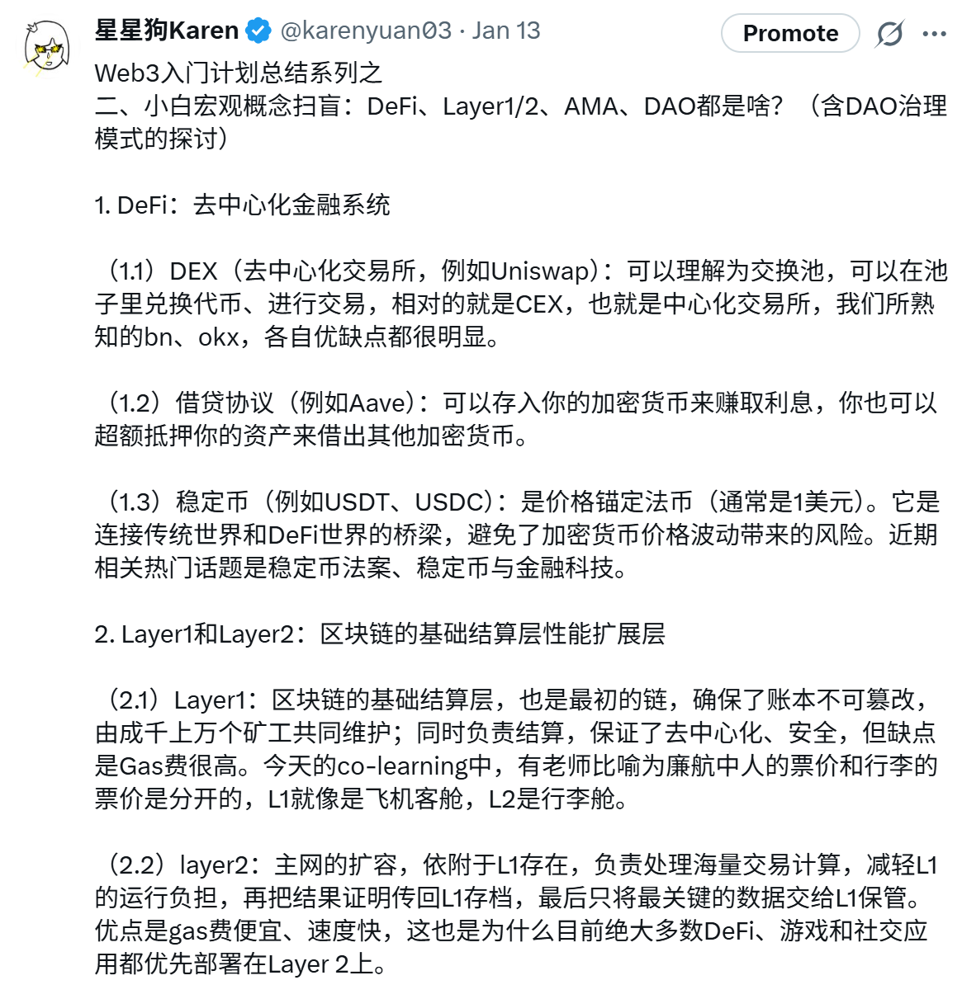 星星狗Karen @karenyuan03 · Jan 13
Promote
Web3入门计划总结系列之
二、小白宏观概念扫盲：DeFi、Layer1/2、AMA、DAO都是啥？（含DAO治理
模式的探讨）
1. DeFi：去中心化金融系统
（1.1）DEX（去中心化交易所，例如Uniswap）：可以理解为交换池，可以在池
子里兑换代币、进行交易，相对的就是CEX，也就是中心化交易所，我们所熟
知的bn、okx，各自优缺点都很明显。
（1.2）借贷协议（例如Aave）：可以存入你的加密货币来赚取利息，你也可以
超额抵押你的资产来借出其他加密货币。
（1.3）稳定币（例如USDT、USDC）：是价格锚定法币（通常是1美元）。它是
连接传统世界和DeFi世界的桥梁，避免了加密货币价格波动带来的风险。近期
相关热门话题是稳定币法案、稳定币与金融科技。
2. Layer1和Layer2：区块链的基础结算层性能扩展层
（2.1）Layer1：区块链的基础结算层，也是最初的链，确保了账本不可篡改，
由成千上万个矿工共同维护；同时负责结算，保证了去中心化、安全，但缺点
是Gas费很高。今天的co-learning中，有老师比喻为廉航中人的票价和行李的
票价是分开的，L1就像是飞机客舱，L2是行李舱。
（2.2）layer2：主网的扩容，依附于L1存在，负责处理海量交易计算，减轻L1
的运行负担，再把结果证明传回L1存档，最后只将最关键的数据交给L1保管。
优点是gas费便宜、速度快，这也是为什么目前绝大多数DeFi、游戏和社交应
用都优先部署在Layer 2上。